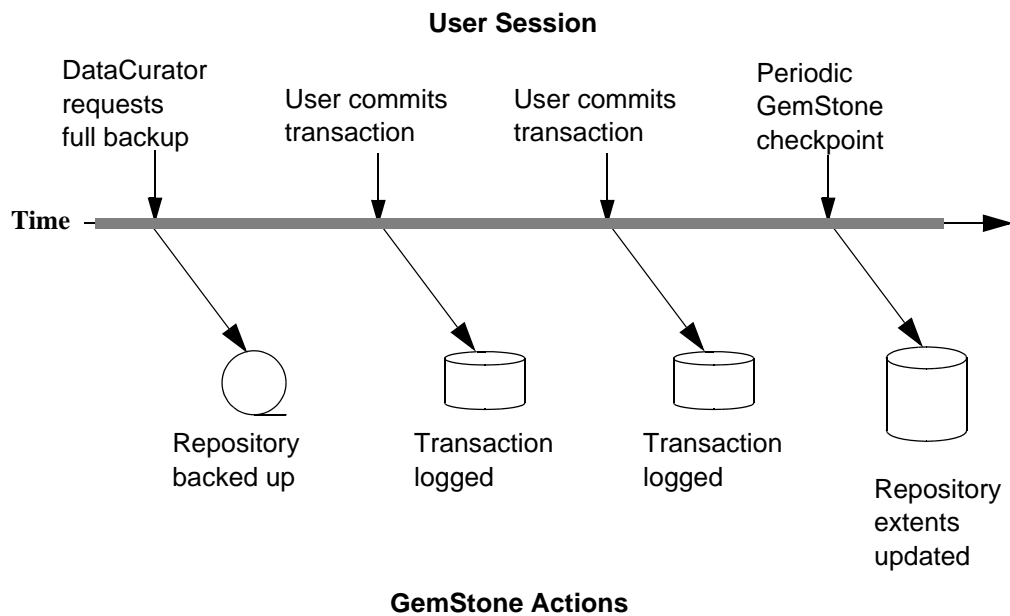 User Session
DataCurator
requests
full backup
User commits
transaction
User commits
transaction
Periodic
GemStone
checkpoint
Time
Repository
backed up
Transaction
logged
Transaction
logged
Repository
extents
updated
GemStone Actions